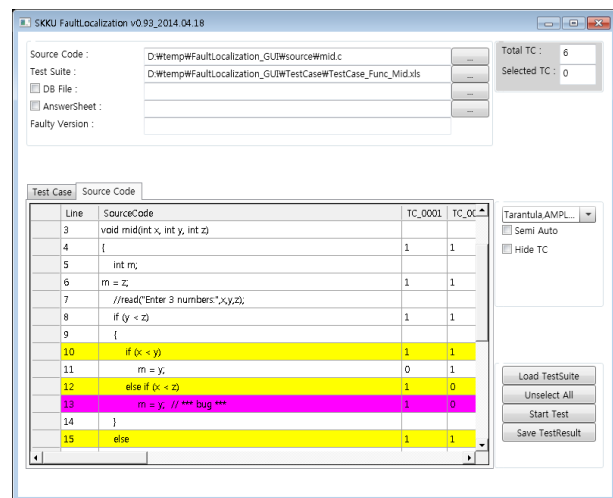 SKKU FaultLocalization v0.93_2014.04.18
Source Code : D:₩temp₩FaultLocalization_GUI₩source₩mid.c ...
Test Suite : D:₩temp₩FaultLocalization_GUI₩TestCase₩TestCase_Func_Mid.xls ...
DB File : ...
AnswerSheet : ...
Faulty Version :
Total TC : 6
Selected TC : 0
Test Case Source Code
Line SourceCode TC_0001 TC_00
3 void mid(int x, int y, int z)
4 { 1 1
5 int m;
6 m = z; 1 1
7 //read("Enter 3 numbers:",x,y,z);
8 if (y < z) 1 1
9 {
10 if (x < y) 1 1
11 m = y; 0 1
12 else if (x < z) 1 0
13 m = y; // *** bug *** 1 0
14 }
15 else 1 1
Tarantula,AMPL...
Semi Auto
Hide TC
Load TestSuite
Unselect All
Start Test
Save TestResult